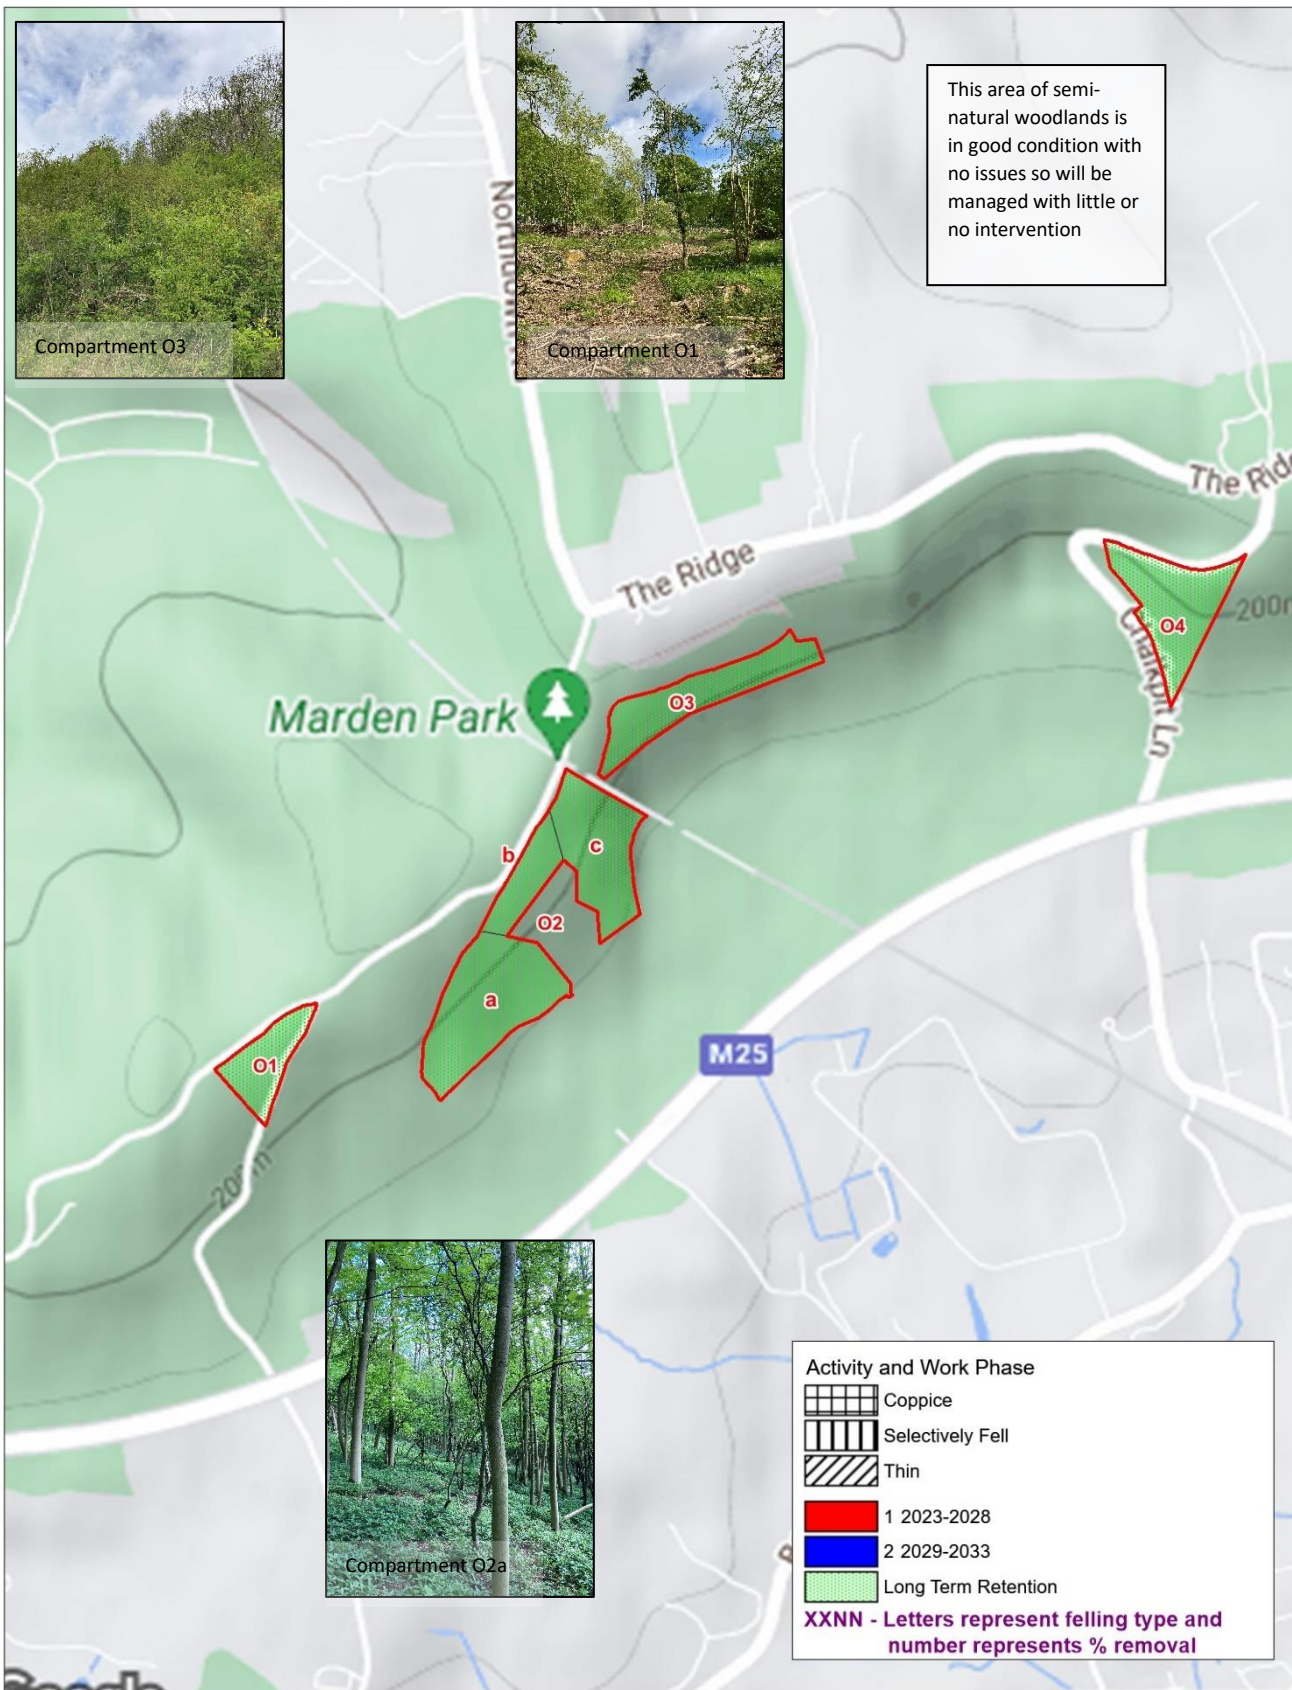 This area of semi-
natural woodlands is
in good condition with
no issues so will be
managed with little or
no intervention
Compartment O3
Compartment O1
The Ridge
Marden Park
O3
O4
200m
Chalkpit Ln
b
c
O2
a
O1
M25
200m
Compartment O2a
Activity and Work Phase
Coppice
Selectively Fell
Thin
1 2023-2028
2 2029-2033
Long Term Retention
XXNN - Letters represent felling type and
number represents % removal